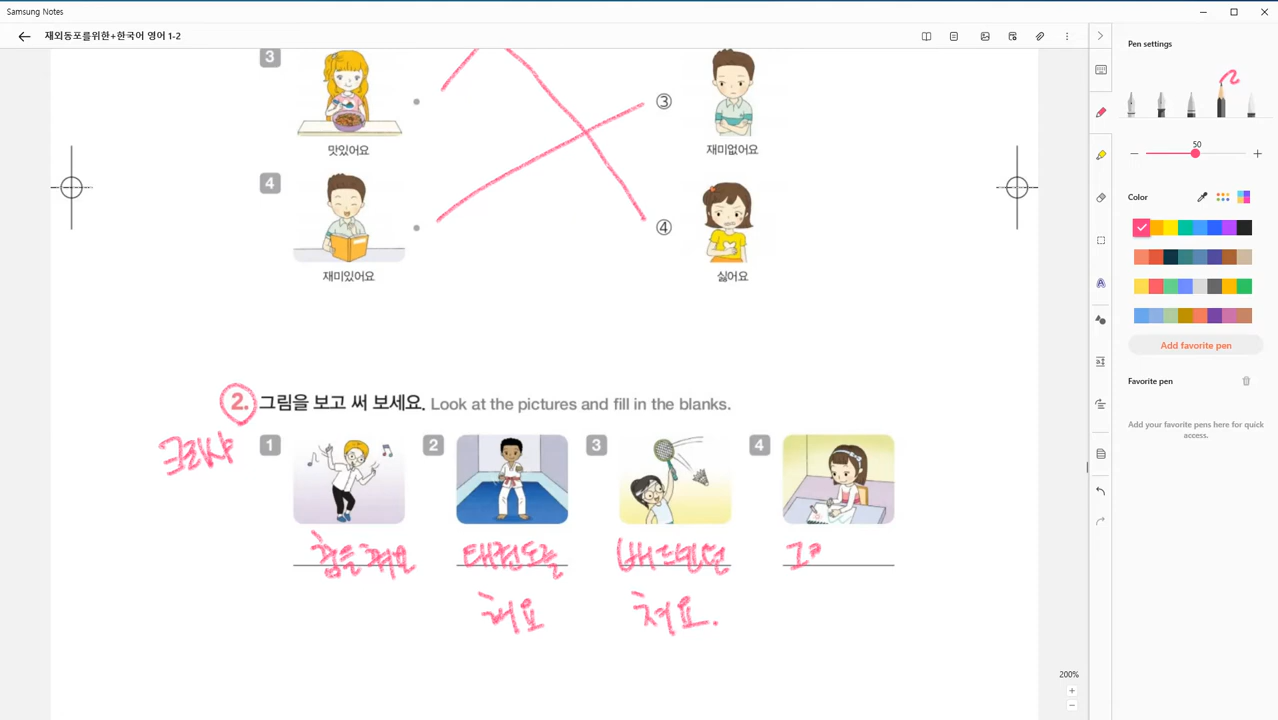 Samsung Notes
재외동포를위한+한국어 영어 1-2
Pen settings
3
맛있어요
③
재미없어요
50
4
재미있어요
④
싫어요
Color
Add favorite pen
Favorite pen
Add your favorite pens here for quick access.
2. 그림을 보고 써 보세요. Look at the pictures and fill in the blanks.
1
2
3
4
춤을 춰요
태권도를
해요
배드민턴
쳐요.
그
200%